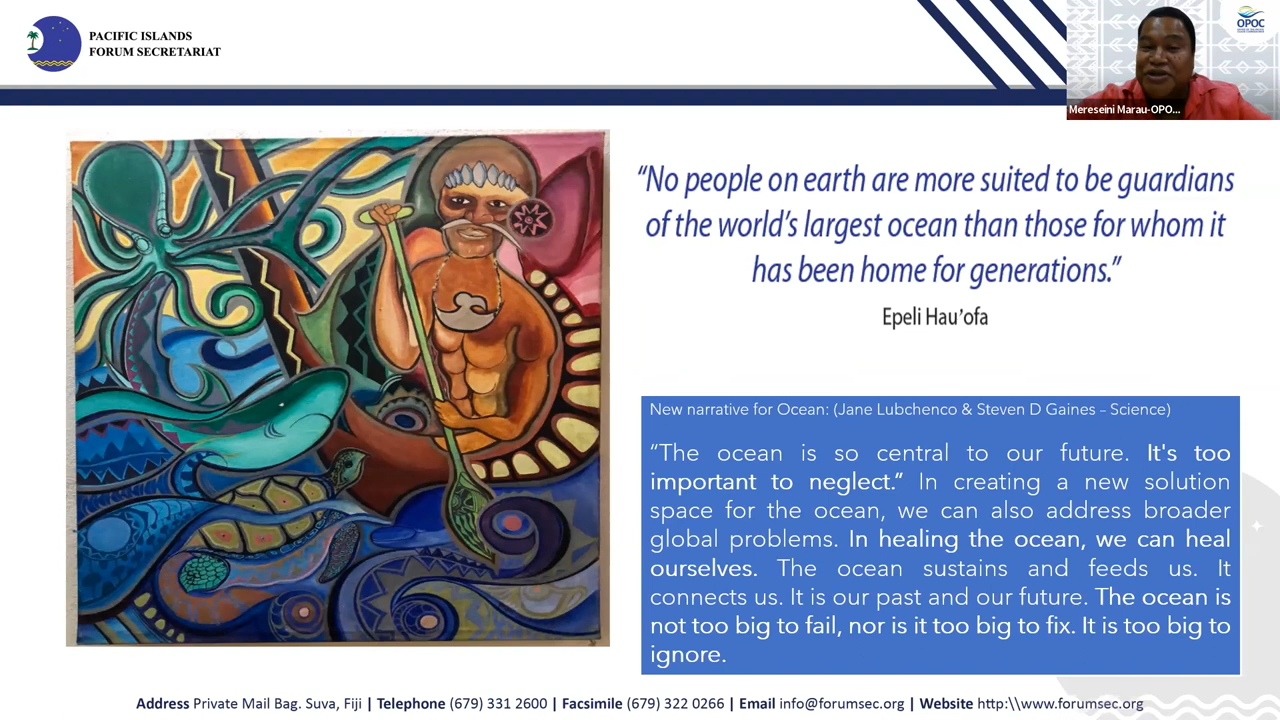 PACIFIC ISLANDS
FORUM SECRETARIAT
OPOC
Mereseini Marau-OPO...
“No people on earth are more suited to be guardians
of the world’s largest ocean than those for whom it
has been home for generations.”
Epeli Hau’ofa
New narrative for Ocean: (Jane Lubchenco & Steven D Gaines – Science)
“The ocean is so central to our future. It's too
important to neglect.” In creating a new solution
space for the ocean, we can also address broader
global problems. In healing the ocean, we can heal
ourselves. The ocean sustains and feeds us. It
connects us. It is our past and our future. The ocean is
not too big to fail, nor is it too big to fix. It is too big to
ignore.
Address Private Mail Bag. Suva, Fiji | Telephone (679) 331 2600 | Facsimile (679) 322 0266 | Email info@forumsec.org | Website http:\\www.forumsec.org